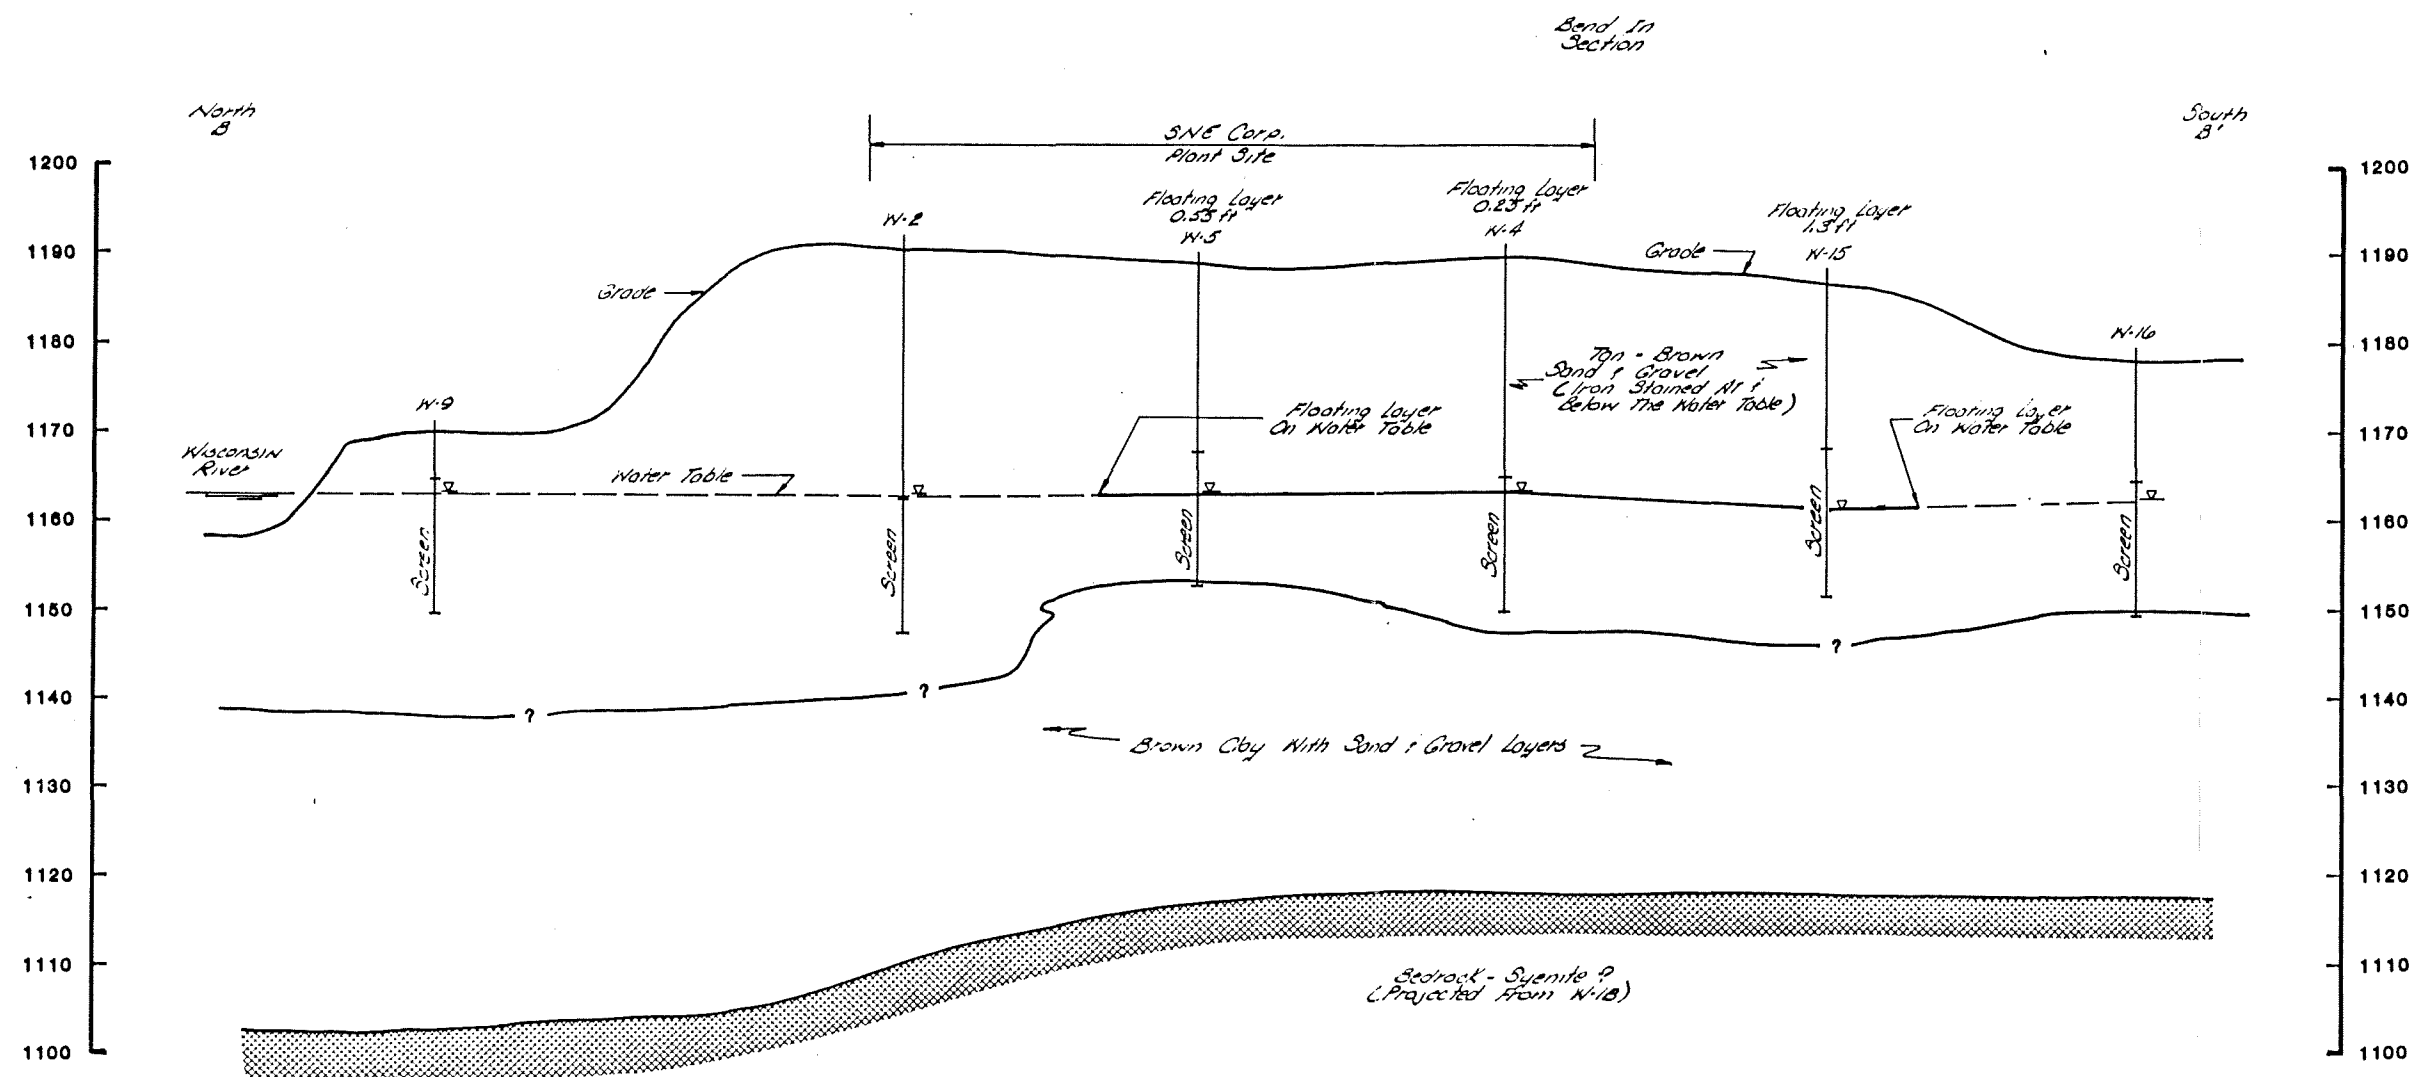 Bend In
Section
North
B
South
B'
SNE Corp.
Plant Site
1200
1190
1180
1170
1160
1150
1140
1130
1120
1110
1100
1200
1190
1180
1170
1160
1150
1140
1130
1120
1110
1100
W-9
W-2
Floating Layer
0.55 ft
W-5
Floating Layer
0.25 ft
W-4
Floating Layer
1.3 ft
W-15
W-16
Grade
Grade
Wisconsin
River
Water Table
Floating Layer
On Water Table
Tan - Brown
Sand & Gravel
(Iron Stained At &
Below The Water Table)
Floating Layer
On Water Table
Screen
Screen
Screen
Screen
Screen
Screen
?
?
?
Brown Clay With Sand & Gravel Layers
Bedrock - Syenite ?
(Projected From W-1B)